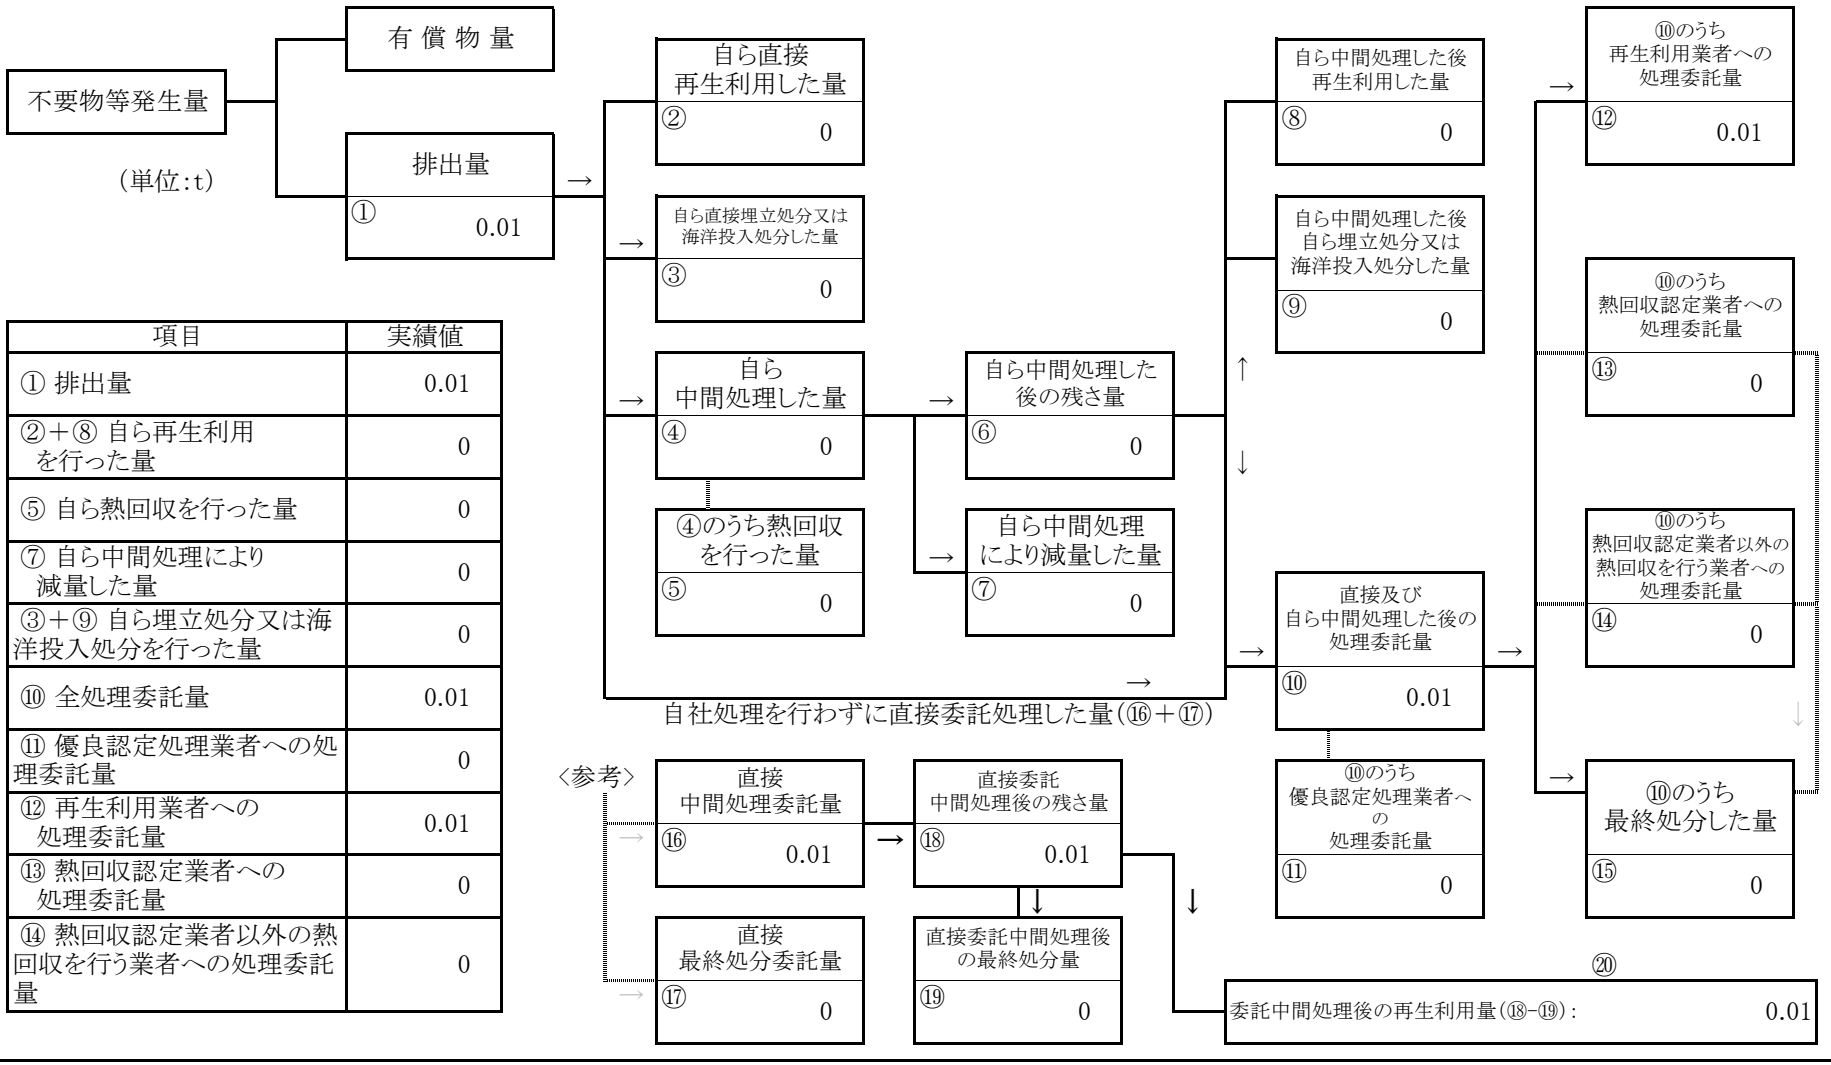 不要物等発生量
(単位:t)
有償物量
排出量
①
0.01
→
自ら直接
再生利用した量
②
0
→
自ら直接埋立処分又は
海洋投入処分した量
③
0
→
自ら
中間処理した量
④
0
④のうち熱回収
を行った量
⑤
0
→
自ら中間処理した
後の残さ量
⑥
0
→
自ら中間処理
により減量した量
⑦
0
↑
↓
自ら中間処理した後
再生利用した量
⑧
0
自ら中間処理した後
自ら埋立処分又は
海洋投入処分した量
⑨
0
→
自社処理を行わずに直接委託処理した量(⑯+⑰)
→
直接及び
自ら中間処理した後の
処理委託量
⑩
0.01
⑩のうち
優良認定処理業者へ
の
処理委託量
⑪
0
→
→
⑩のうち
再生利用業者への
処理委託量
⑫
0.01
⑩のうち
熱回収認定業者への
処理委託量
⑬
0
⑩のうち
熱回収認定業者以外の
熱回収を行う業者への
処理委託量
⑭
0
↓
→
⑩のうち
最終処分した量
⑮
0
項目 実績値
① 排出量 0.01
②+⑧ 自ら再生利用
を行った量 0
⑤ 自ら熱回収を行った量 0
⑦ 自ら中間処理により
減量した量 0
③+⑨ 自ら埋立処分又は海
洋投入処分を行った量 0
⑩ 全処理委託量 0.01
⑪ 優良認定処理業者への処
理委託量 0
⑫ 再生利用業者への
処理委託量 0.01
⑬ 熱回収認定業者への
処理委託量 0
⑭ 熱回収認定業者以外の熱
回収を行う業者への処理委託
量 0
<参考>
→
直接
中間処理委託量
⑯
0.01
→
直接委託
中間処理後の残さ量
⑱
0.01
↓
↓
→
直接
最終処分委託量
⑰
0
直接委託中間処理後
の最終処分量
⑲
0
⑳
委託中間処理後の再生利用量(⑱-⑲): 0.01